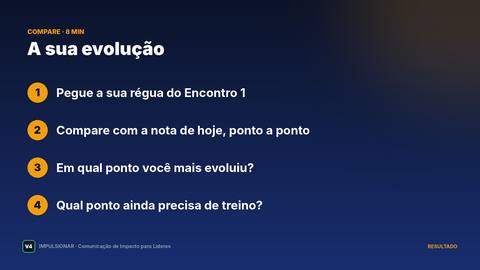 COMPARE · 8 MIN
A sua evolução
1 Pegue a sua régua do Encontro 1
2 Compare com a nota de hoje, ponto a ponto
3 Em qual ponto você mais evoluiu?
4 Qual ponto ainda precisa de treino?
V4 IMPULSIONAR · Comunicação de Impacto para Líderes
RESULTADO